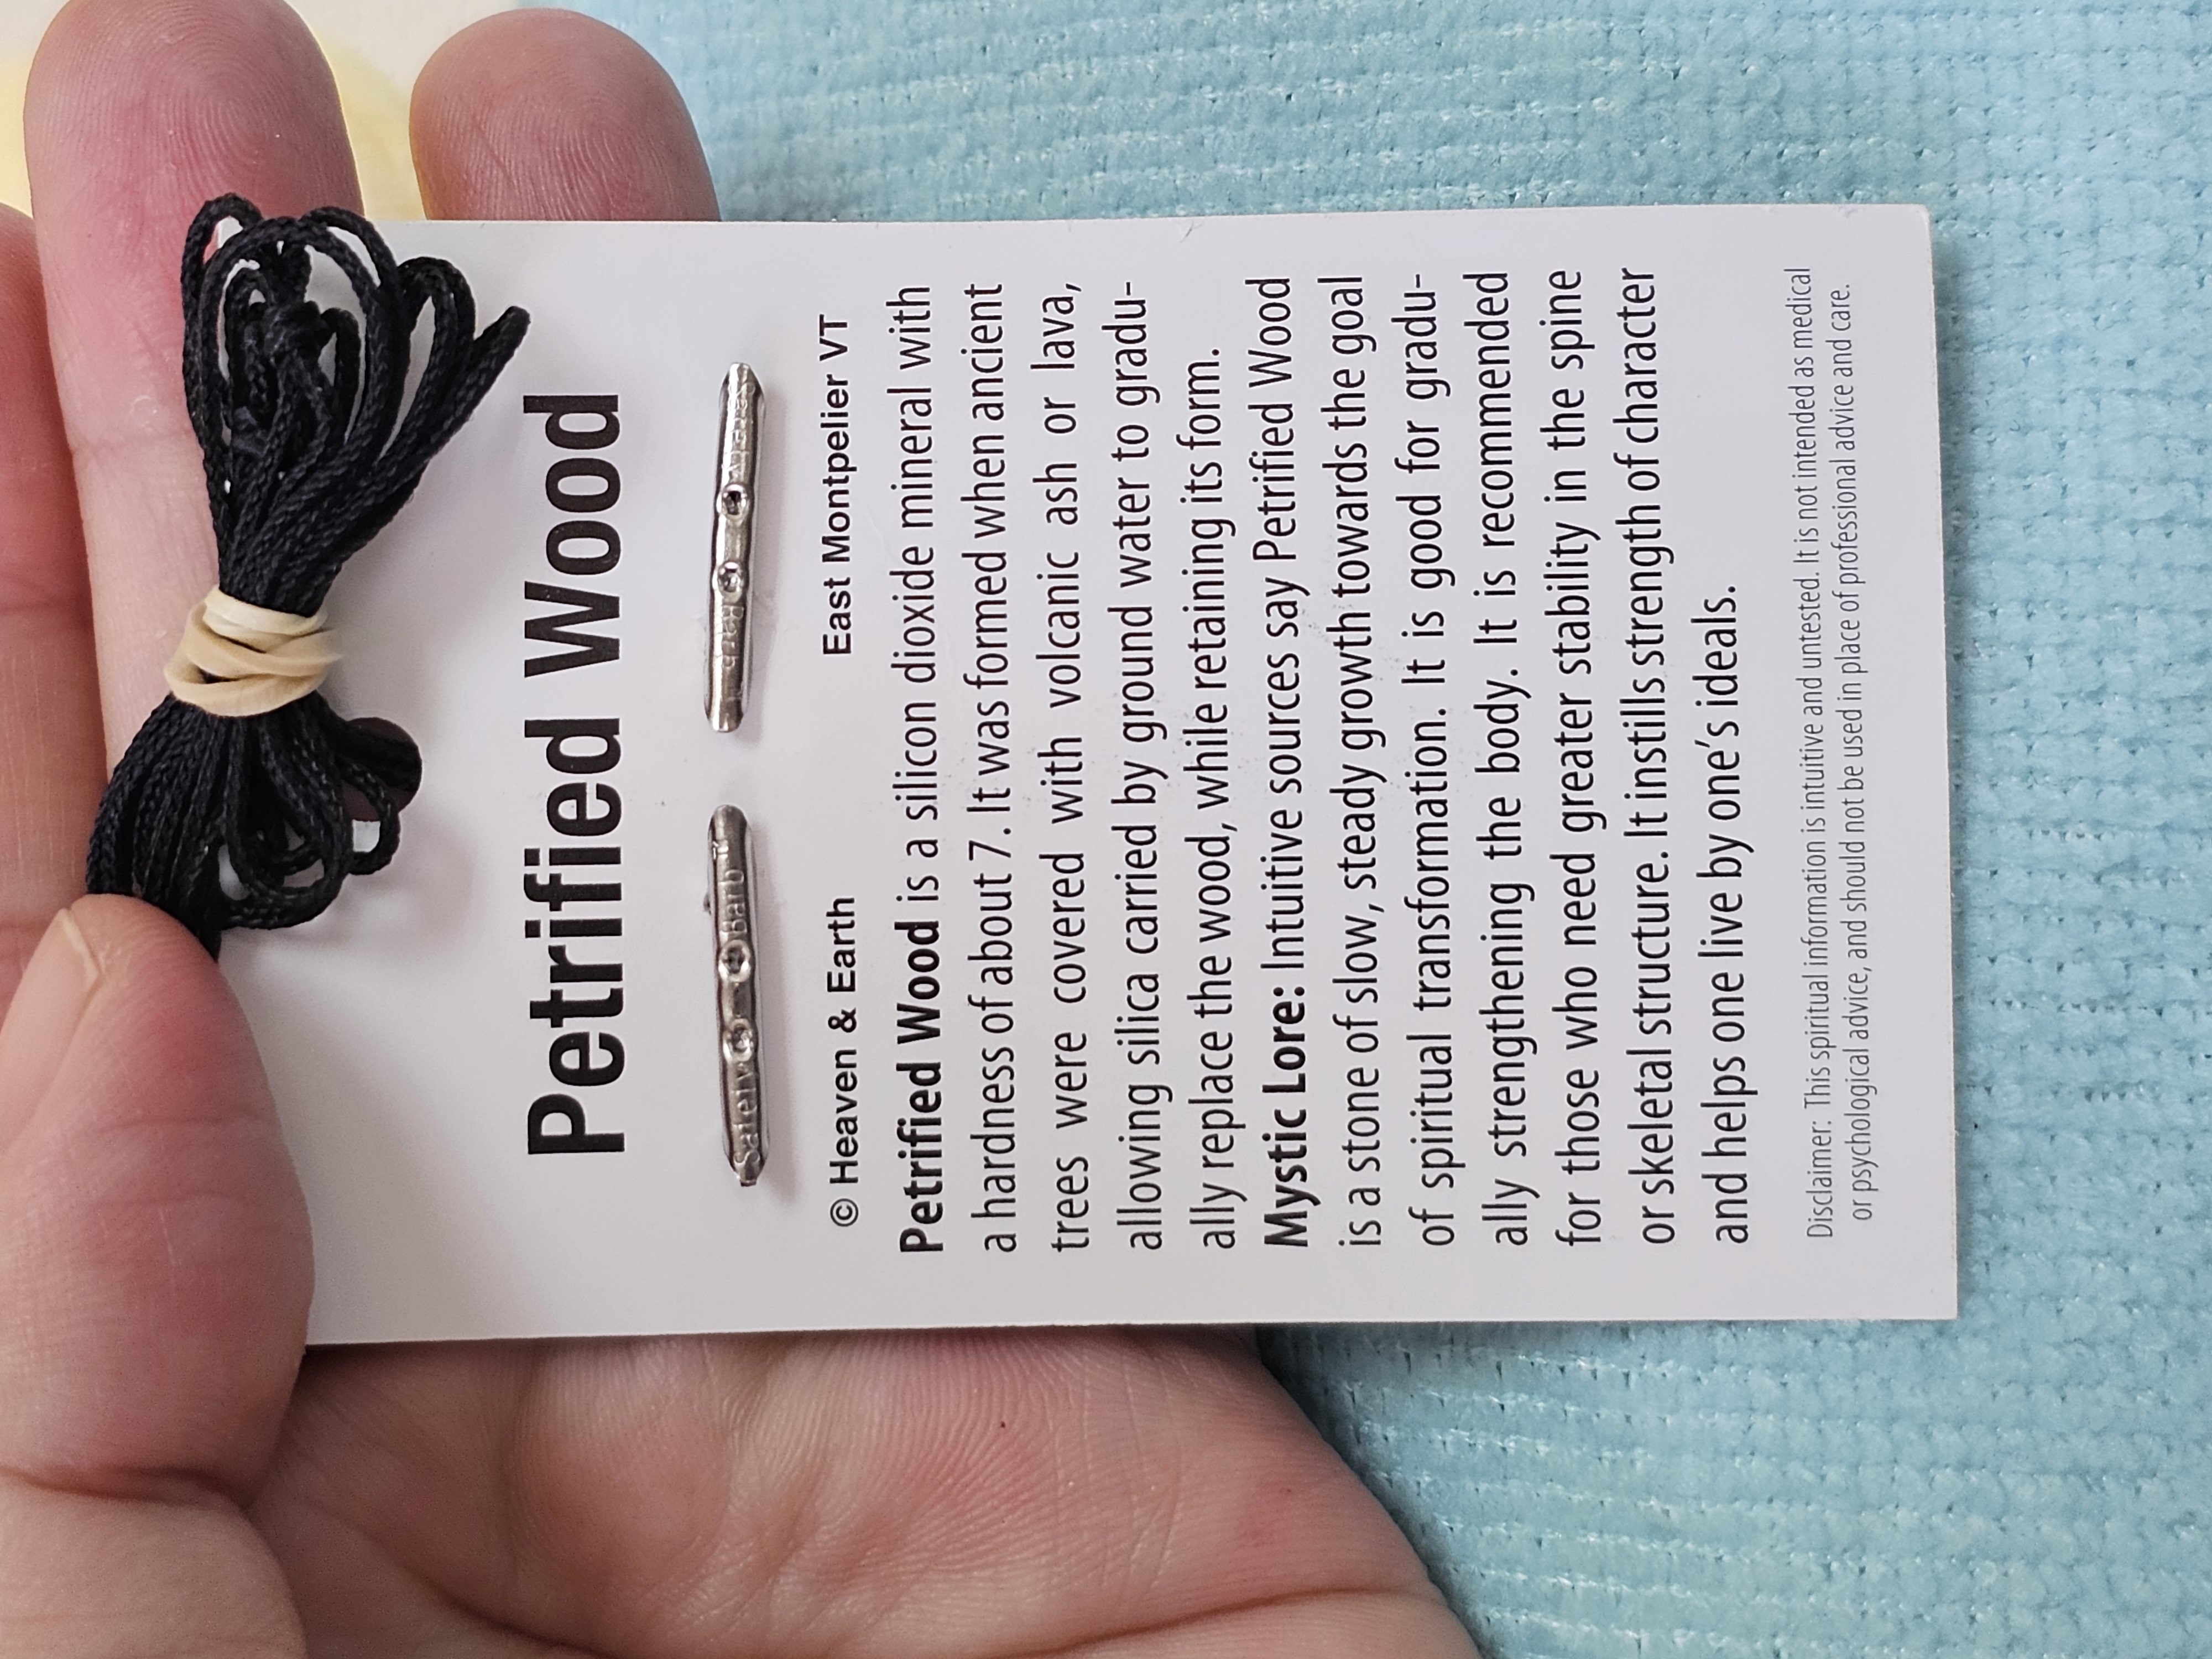 Petrified Wood
© Heaven & Earth East Montpelier VT
Petrified Wood is a silicon dioxide mineral with
a hardness of about 7. It was formed when ancient
trees were covered with volcanic ash or lava,
allowing silica carried by ground water to gradu-
ally replace the wood, while retaining its form.
Mystic Lore: Intuitive sources say Petrified Wood
is a stone of slow, steady growth towards the goal
of spiritual transformation. It is good for gradu-
ally strengthening the body. It is recommended
for those who need greater stability in the spine
or skeletal structure. It instills strength of character
and helps one live by one's ideals.
Disclaimer: This spiritual information is intuitive and untested. It is not intended as medical
or psychological advice, and should not be used in place of professional advice and care.